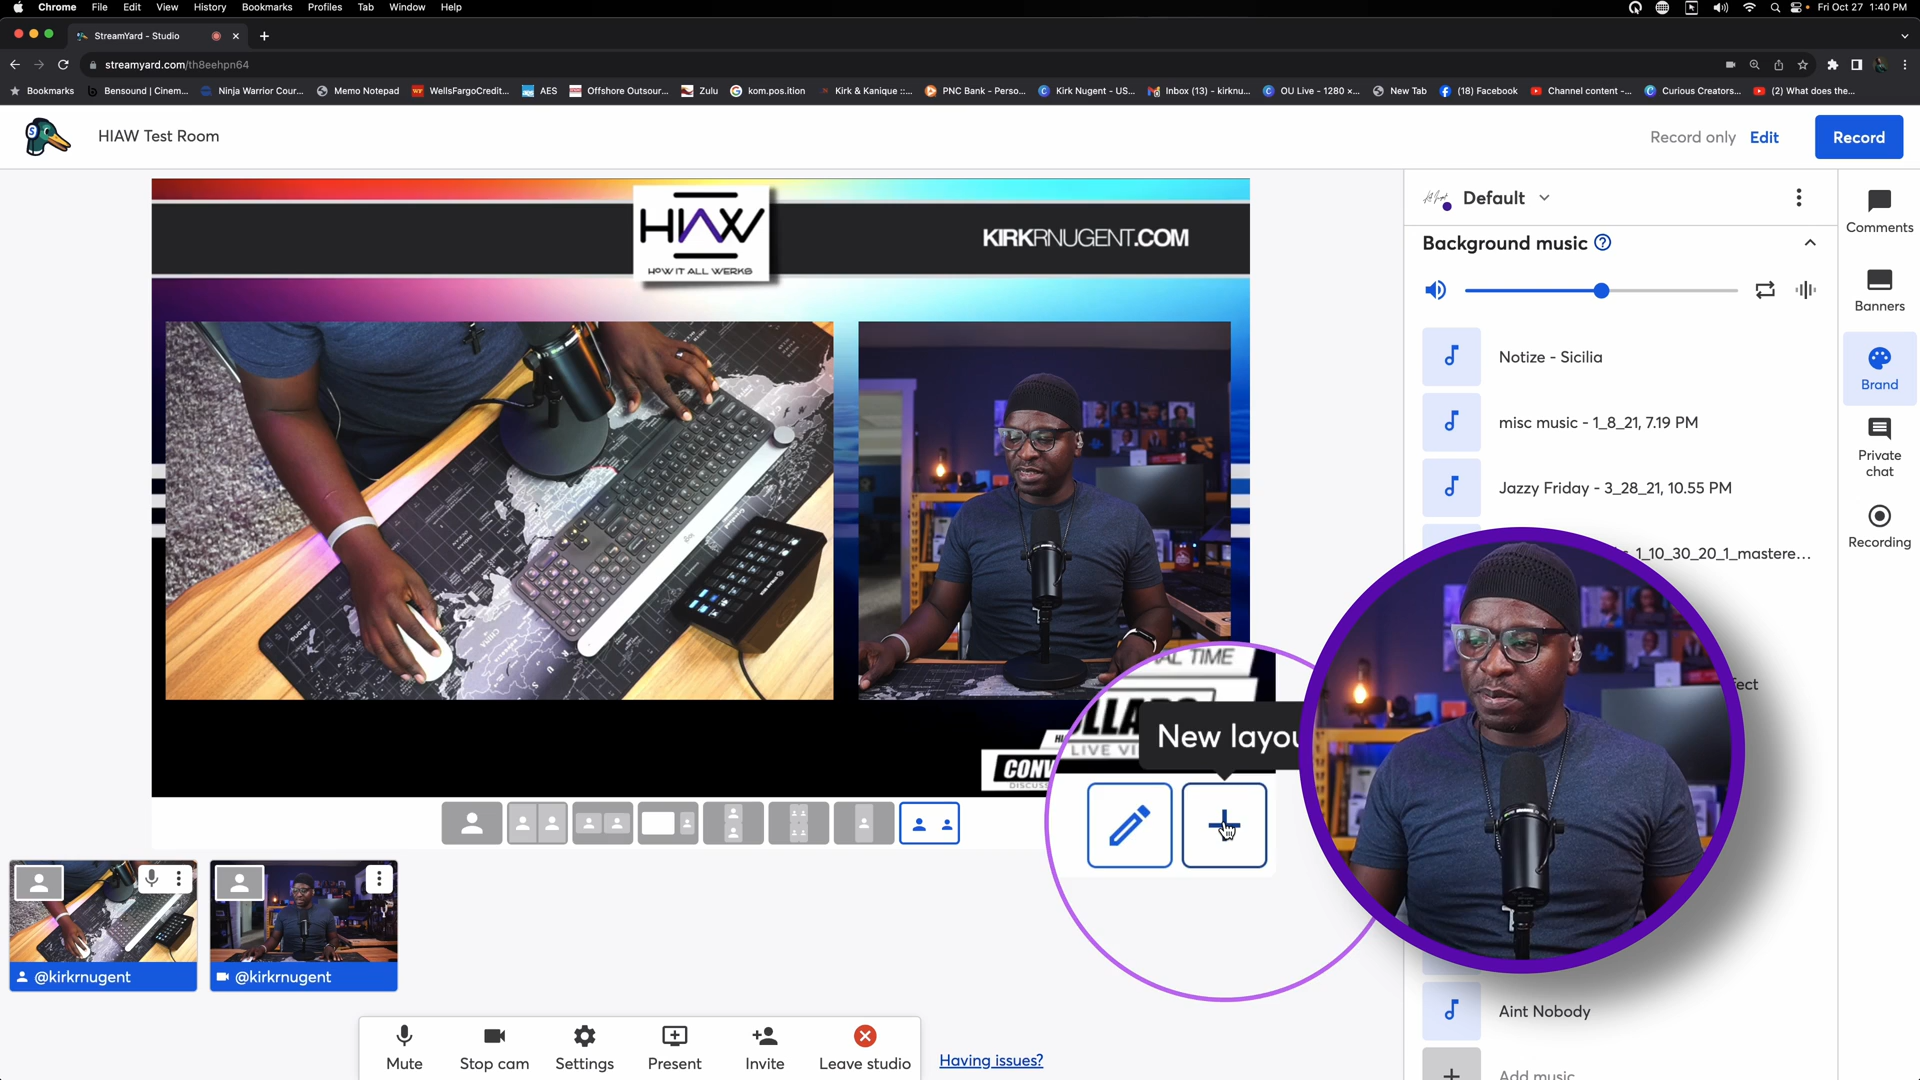 Chrome File Edit View History Bookmarks Profiles Tab Window Help
Fri Oct 27 1:40 PM
StreamYard - Studio
streamyard.com/th8eehpn64
Bookmarks
Bensound | Cinem...
Ninja Warrior Cour...
Memo Notepad
WellsFargoCredit...
AES
Offshore Outsour...
Zulu
kom.pos.ition
Kirk & Kanique ::...
PNC Bank - Perso...
Kirk Nugent - US...
Inbox (13) - kirknu...
OU Live - 1280 ×...
New Tab
(18) Facebook
Channel content -...
Curious Creators...
(2) What does the...
HIAW Test Room
Record only Edit Record
HIAW
HOW IT ALL WERKS
KIRKRNUGENT.COM
Default
Background music
Notize - Sicilia
misc music - 1_8_21, 7.19 PM
Jazzy Friday - 3_28_21, 10.55 PM
1_10_30_20_1_mastere...
Aint Nobody
Add music
Comments
Banners
Brand
Private
chat
Recording
AL TIME
LIVE VI
New layou
CONV
DISCUS
@kirkrnugent
@kirkrnugent
Mute
Stop cam
Settings
Present
Invite
Leave studio
Having issues?